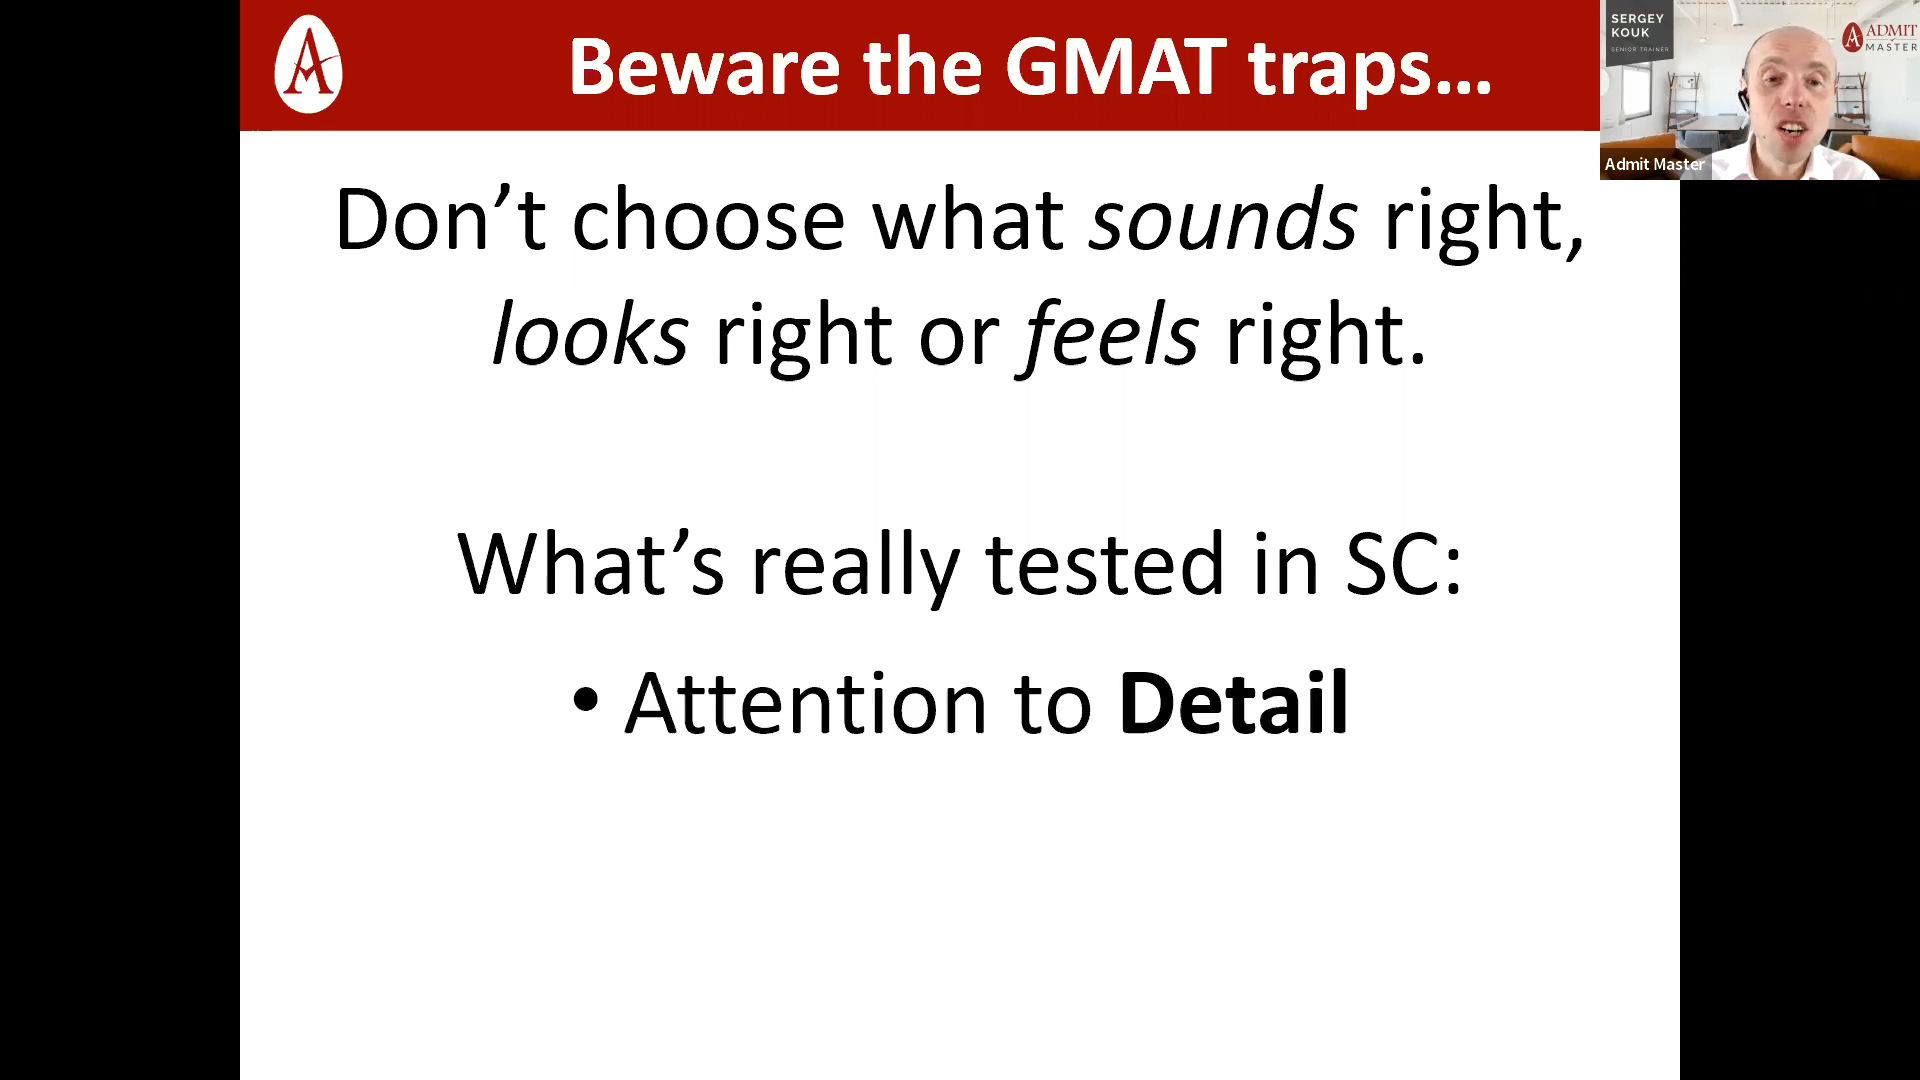 Beware the GMAT traps...
Don’t choose what sounds right,
looks right or feels right.
What’s really tested in SC:
• Attention to Detail
SERGEY
KOUK
SENIOR TRAINER
ADMIT
MASTER
Admit Master